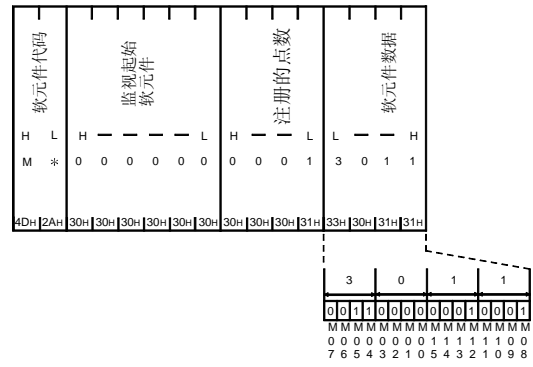 软元件代码 监视起始 软元件 注册的点数 软元件数据
H L H — — — — L H — — L L — — H
M * 0 0 0 0 0 0 0 0 0 1 3 0 1 1
4DH 2AH 30H 30H 30H 30H 30H 30H 30H 30H 30H 31H 33H 30H 31H 31H
3 0 1 1
0 0 1 1 0 0 0 0 0 0 0 1 0 0 0 1
M M M M M M M M M M M M M M M M
0 0 0 0 0 0 0 0 1 1 1 1 1 1 0 0
7 6 5 4 3 2 1 0 5 4 3 2 1 0 9 8